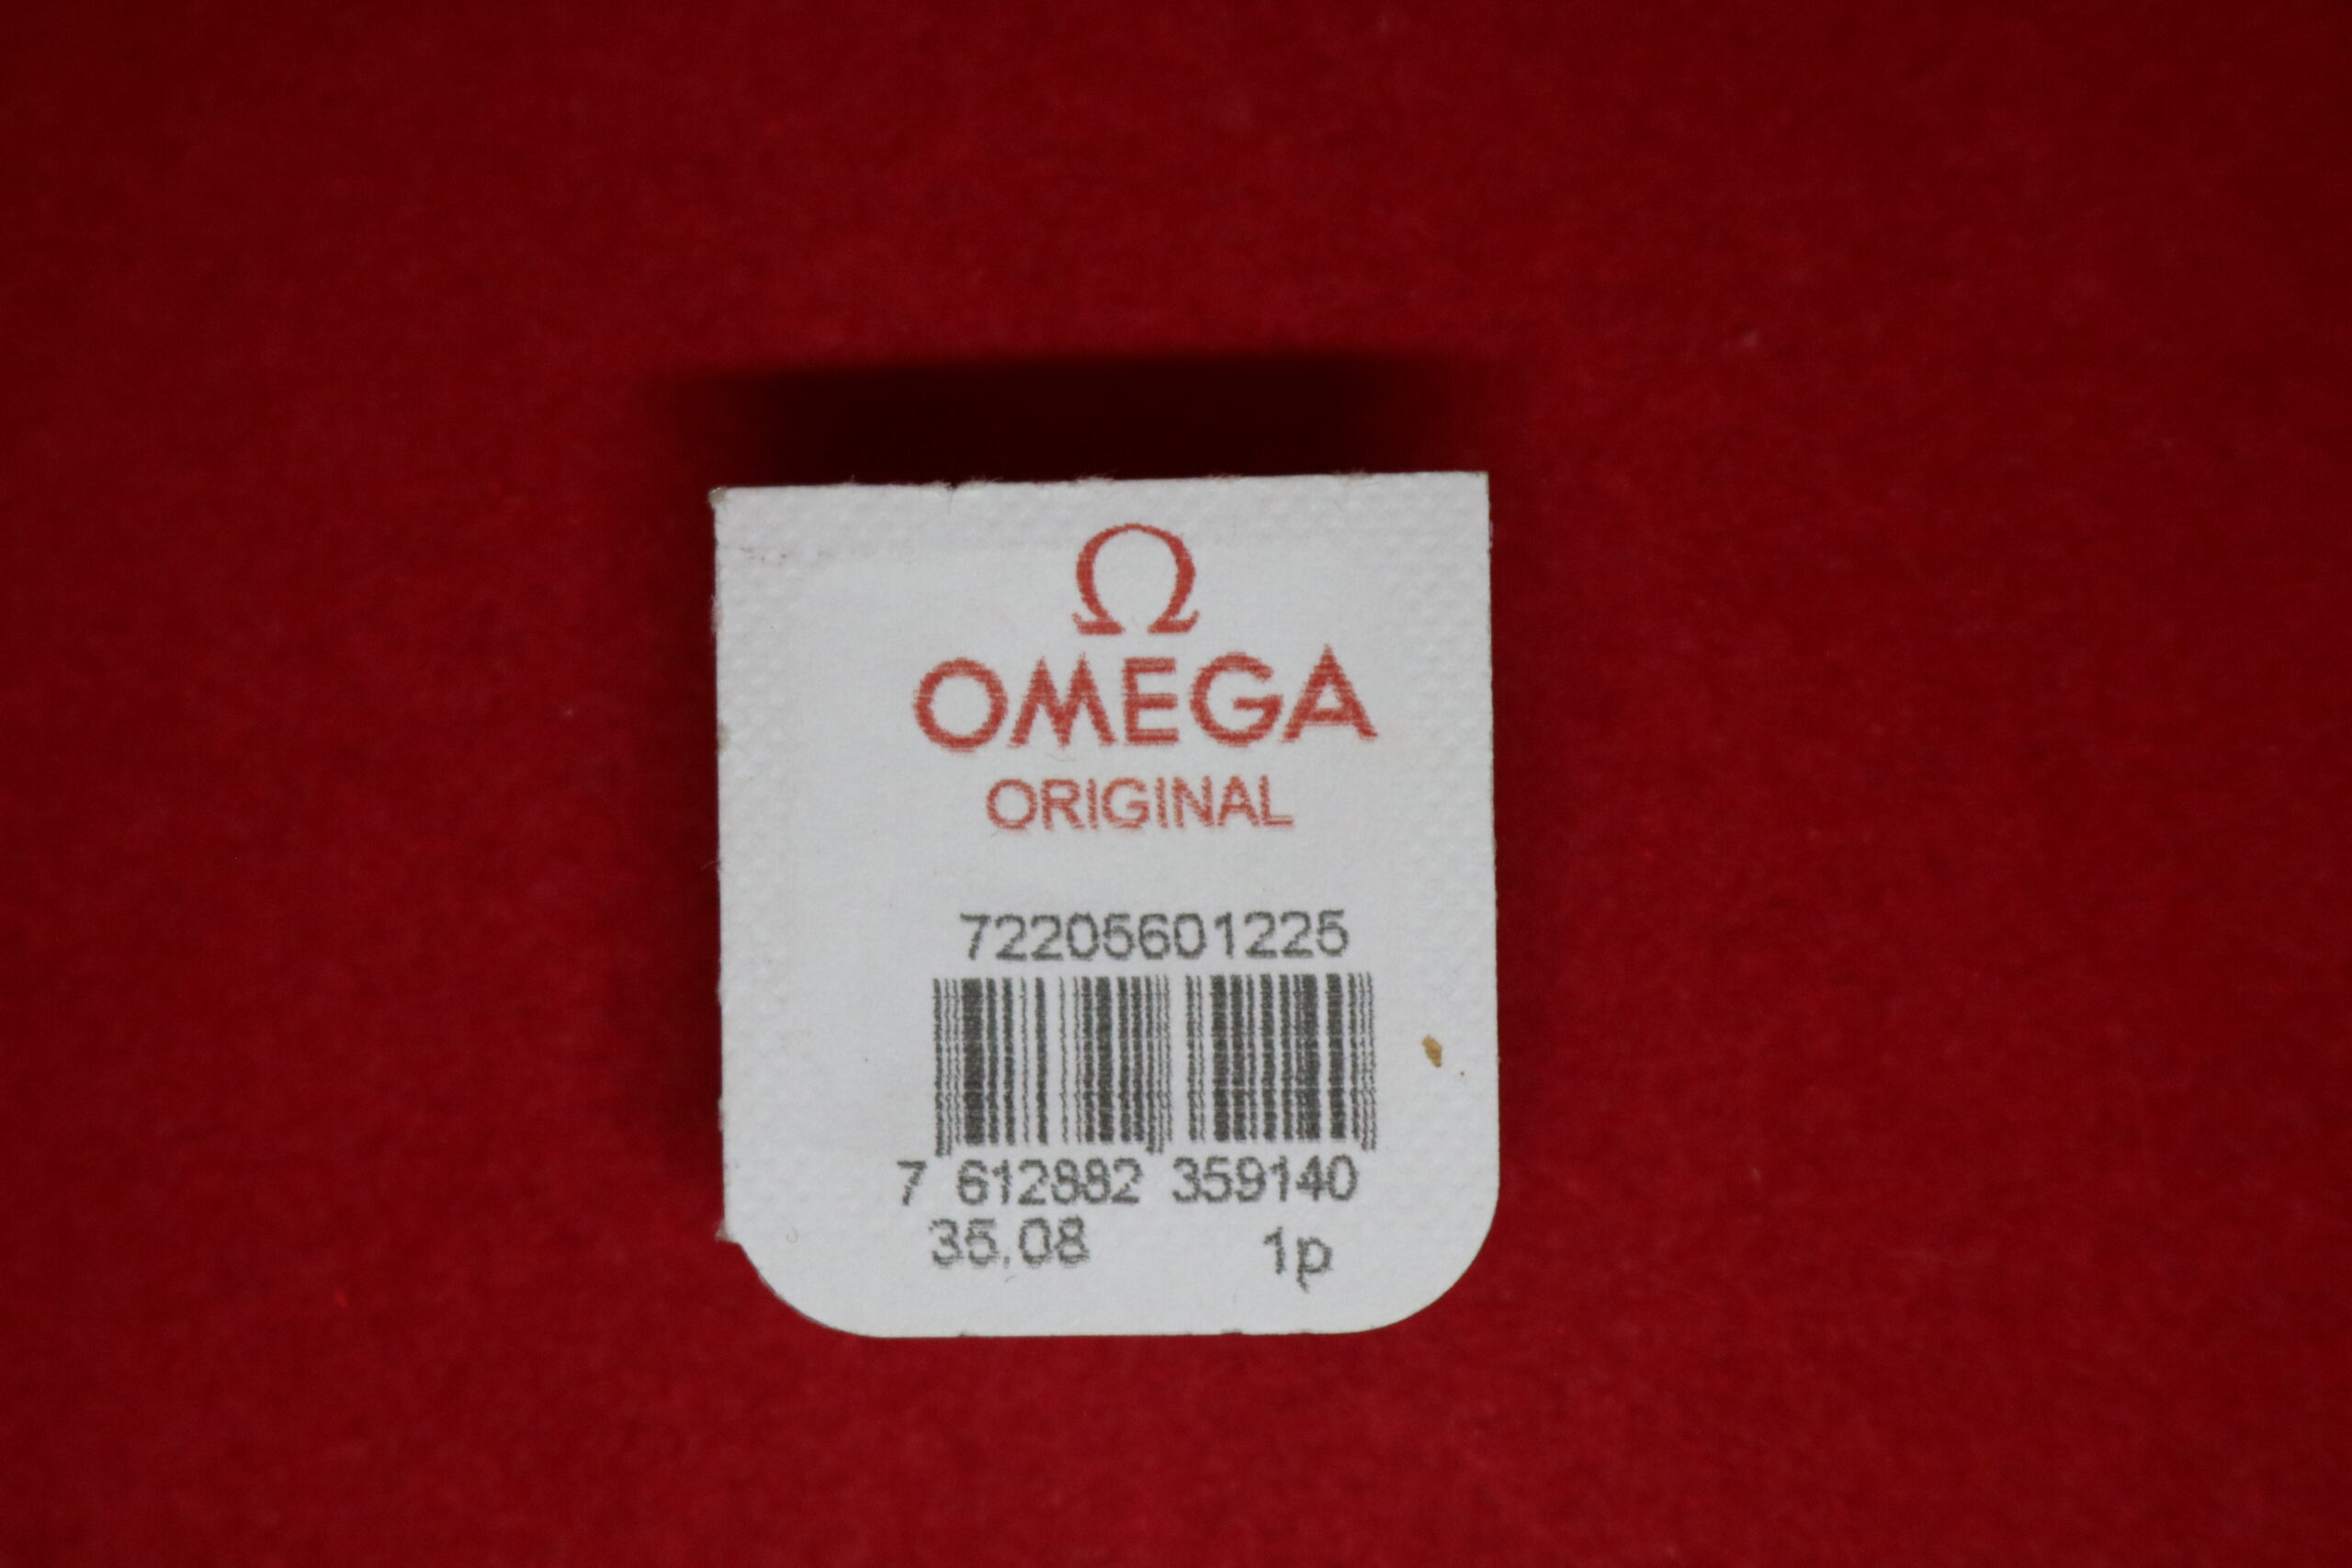 Ω
OMEGA
ORIGINAL
72205601225
7 612882 359140
35.08 1p